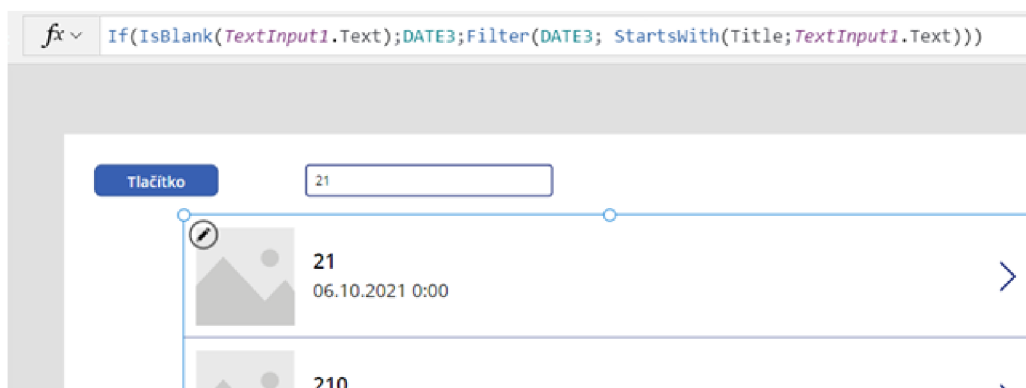 fx If(IsBlank(TextInput1.Text);DATE3;Filter(DATE3; StartsWith(Title;TextInput1.Text)))
Tlačítko 21
21
06.10.2021 0:00
210